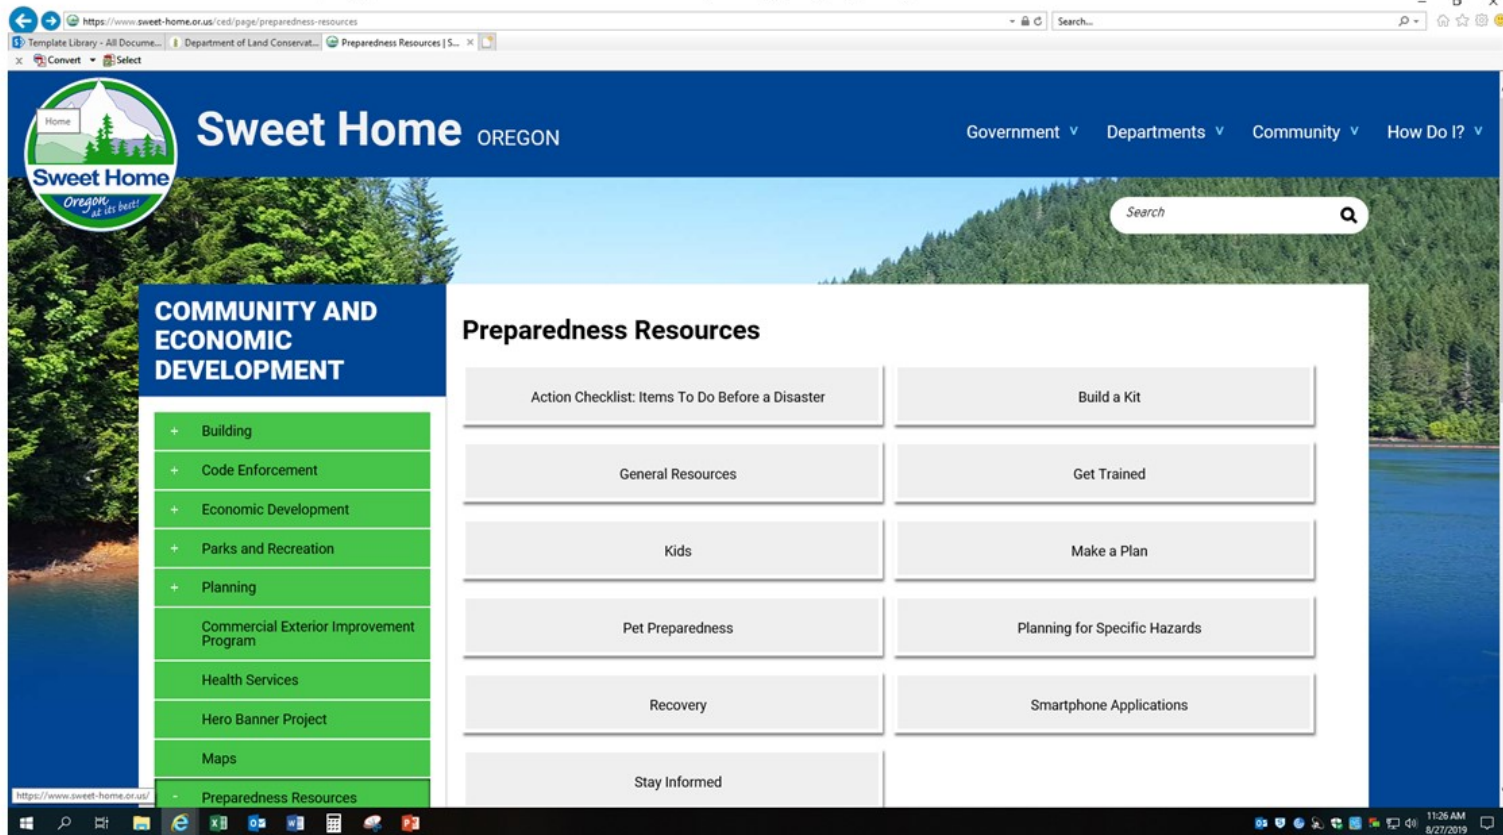 https://www.sweet-home.or.us/ced/page/preparedness-resources
Search...
Template Library - All Docume...
Department of Land Conservat...
Preparedness Resources | S...
Convert
Select
Home
Sweet Home
Oregon
at its best!
Sweet Home OREGON
Government
Departments
Community
How Do I?
Search
COMMUNITY AND
ECONOMIC
DEVELOPMENT
+ Building
+ Code Enforcement
+ Economic Development
+ Parks and Recreation
+ Planning
Commercial Exterior Improvement
Program
Health Services
Hero Banner Project
Maps
- Preparedness Resources
Preparedness Resources
Action Checklist: Items To Do Before a Disaster
Build a Kit
General Resources
Get Trained
Kids
Make a Plan
Pet Preparedness
Planning for Specific Hazards
Recovery
Smartphone Applications
Stay Informed
https://www.sweet-home.or.us/
11:26 AM
8/27/2019